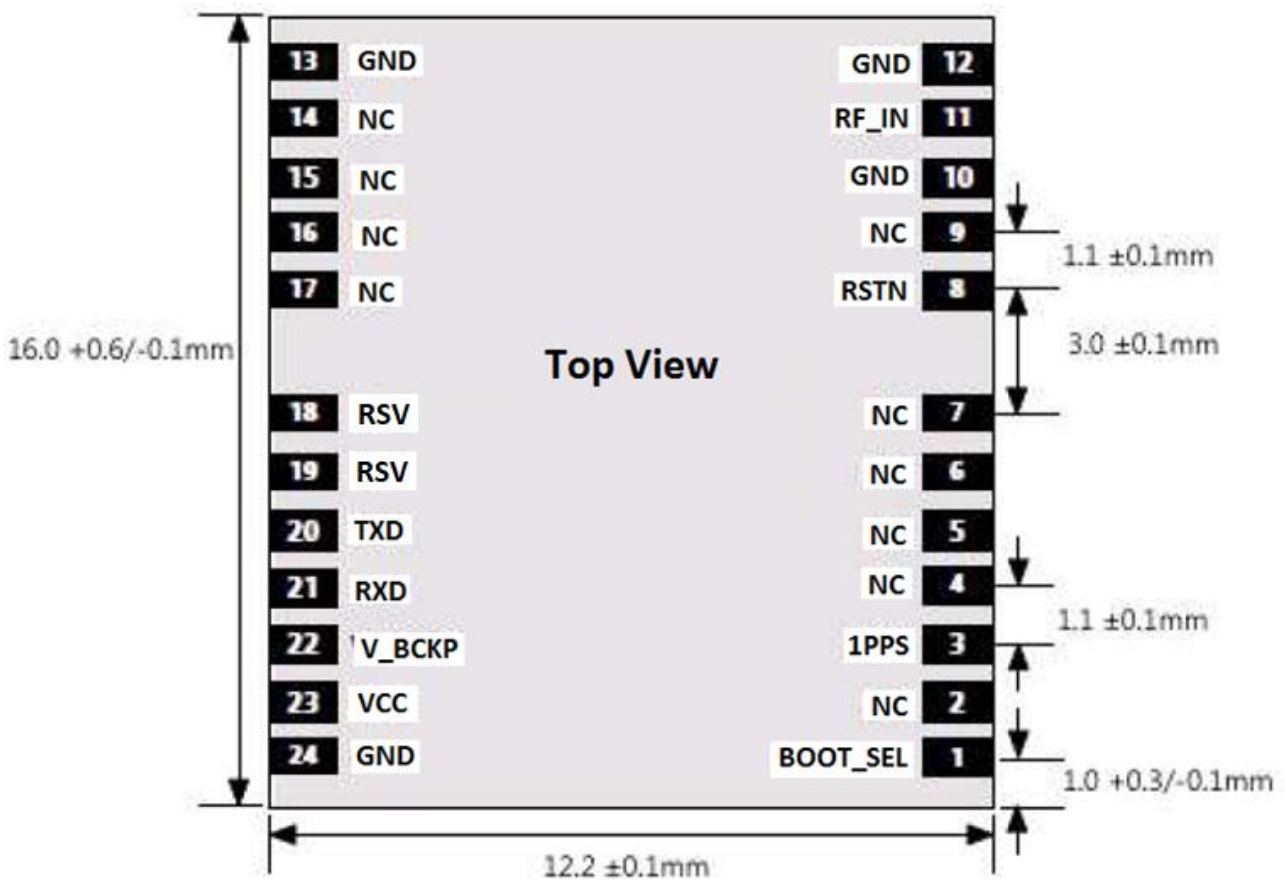 13 GND GND 12
14 NC RF_IN 11
15 NC GND 10
16 NC NC 9
1.1 ±0.1mm
17 NC RSTN 8
16.0 +0.6/-0.1mm
Top View
3.0 ±0.1mm
18 RSV NC 7
19 RSV NC 6
20 TXD NC 5
21 RXD NC 4
1.1 ±0.1mm
22 V_BCKP 1PPS 3
23 VCC NC 2
24 GND BOOT_SEL 1
1.0 +0.3/-0.1mm
12.2 ±0.1mm